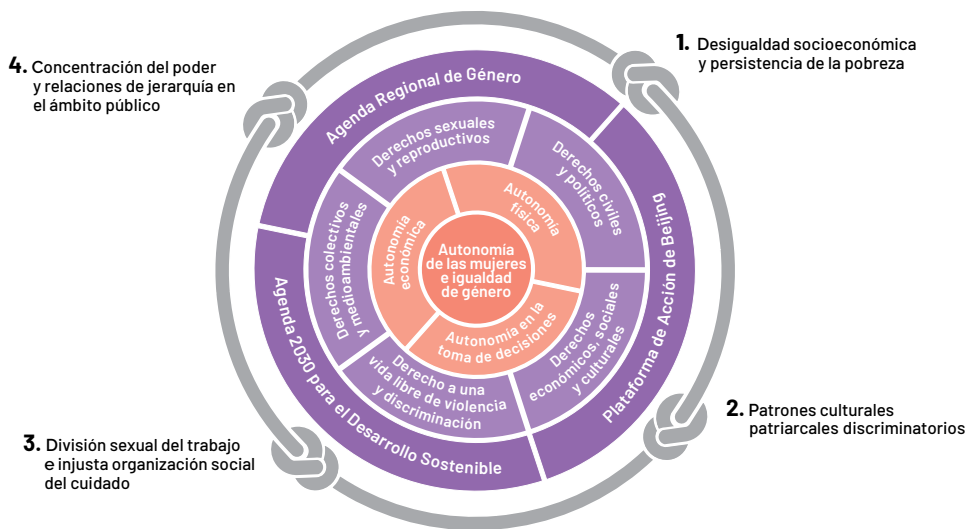 1. Desigualdad socioeconómica
y persistencia de la pobreza
2. Patrones culturales
patriarcales discriminatorios
3. División sexual del trabajo
e injusta organización social
del cuidado
4. Concentración del poder
y relaciones de jerarquía en
el ámbito público
Agenda Regional de Género
Plataforma de Acción de Beijing
Agenda 2030 para el Desarrollo Sostenible
Derechos sexuales
y reproductivos
Derechos civiles
y políticos
Derechos
económicos, sociales
y culturales
Derecho a una
vida libre de violencia
y discriminación
Derechos colectivos
y medioambientales
Autonomía
física
Autonomía en la
toma de decisiones
Autonomía
económica
Autonomía
de las mujeres
e igualdad
de género